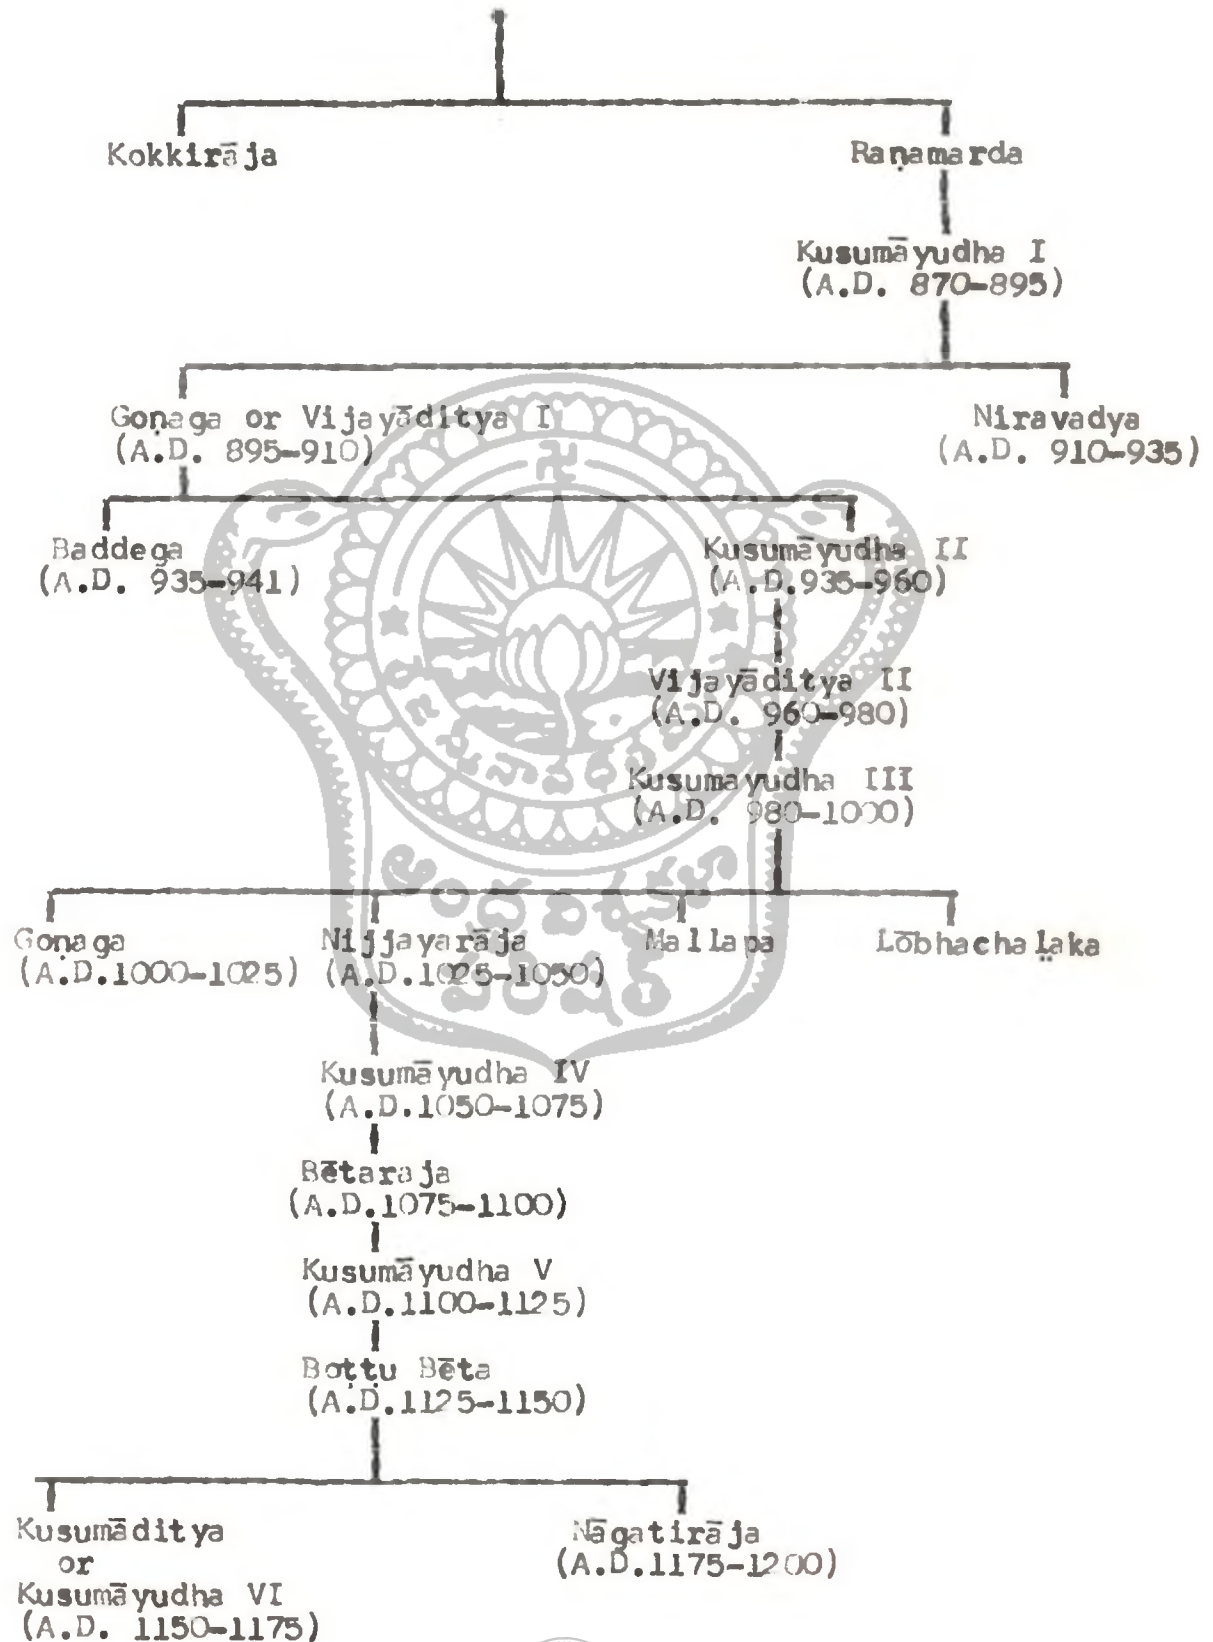 Kokkirāja
Raṇamarda
Kusumāyudha I
(A.D. 870-895)
Goṇaga or Vijayāditya I
(A.D. 895-910)
Niravadya
(A.D. 910-935)
Baddega
(A.D. 935-941)
Kusumāyudha II
(A.D.935-960)
Vijayāditya II
(A.D. 960-980)
Kusumayudha III
(A.D. 980-1000)
Goṇaga
(A.D.1000-1025)
Nijjayarāja
(A.D.1025-1050)
Mallapa
Lōbhachaḷaka
Kusumāyudha IV
(A.D.1050-1075)
Bētaraja
(A.D.1075-1100)
Kusumāyudha V
(A.D.1100-1125)
Boṭṭu Bēta
(A.D.1125-1150)
Kusumāditya
or
Kusumāyudha VI
(A.D. 1150-1175)
Nāgatirāja
(A.D.1175-1200)